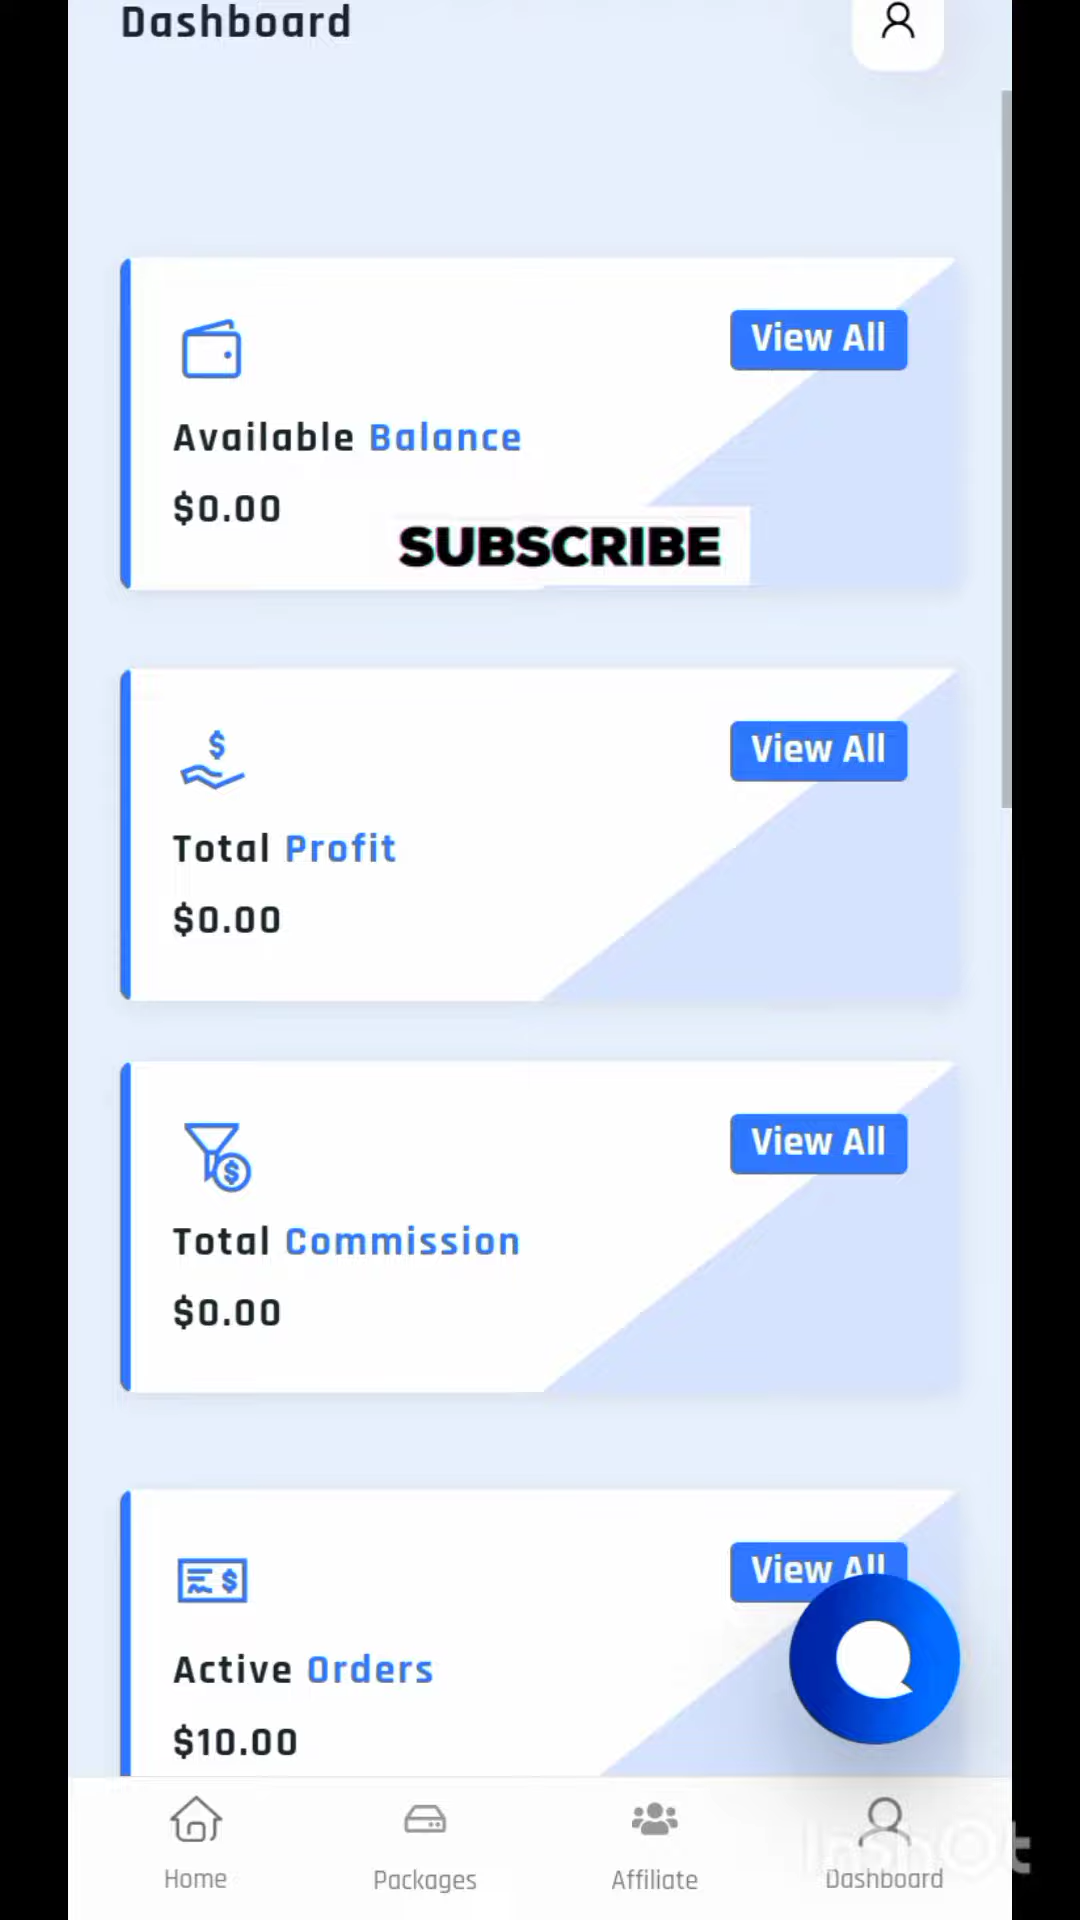 Dashboard
View All
Available Balance
$0.00
SUBSCRIBE
View All
Total Profit
$0.00
View All
Total Commission
$0.00
View All
Active Orders
$10.00
Home
Packages
Affiliate
Dashboard
InShOt